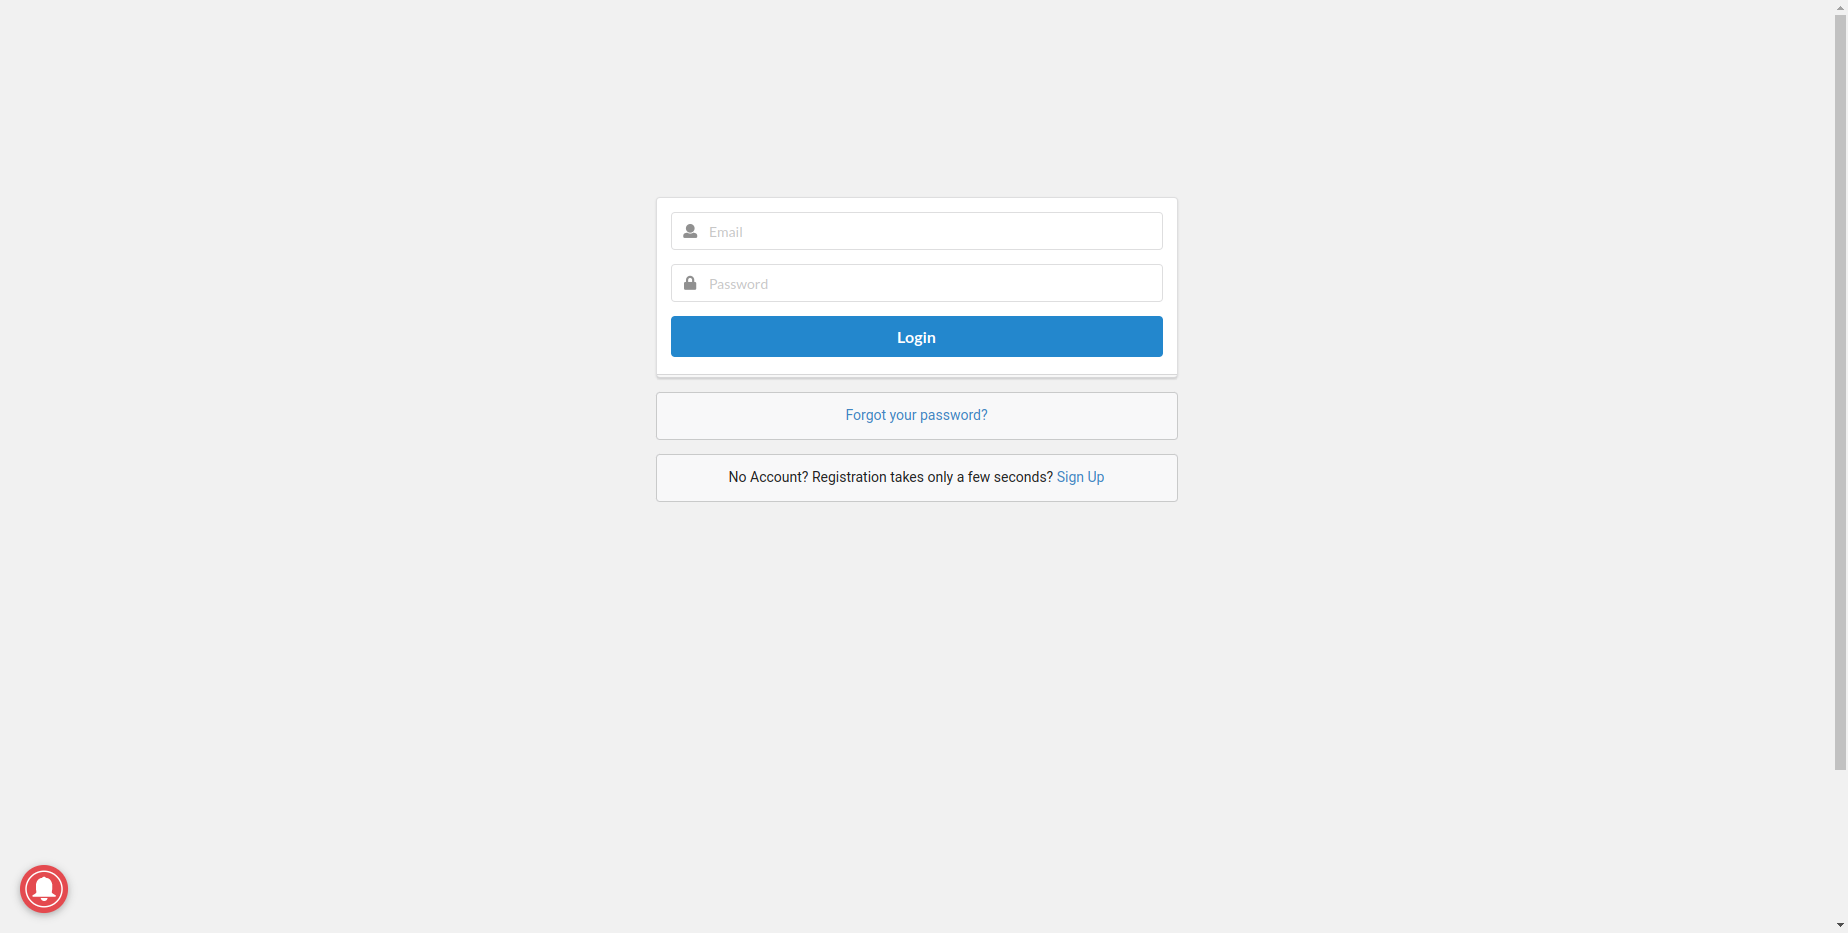 Email
Password
Login
Forgot your password?
No Account? Registration takes only a few seconds? Sign Up